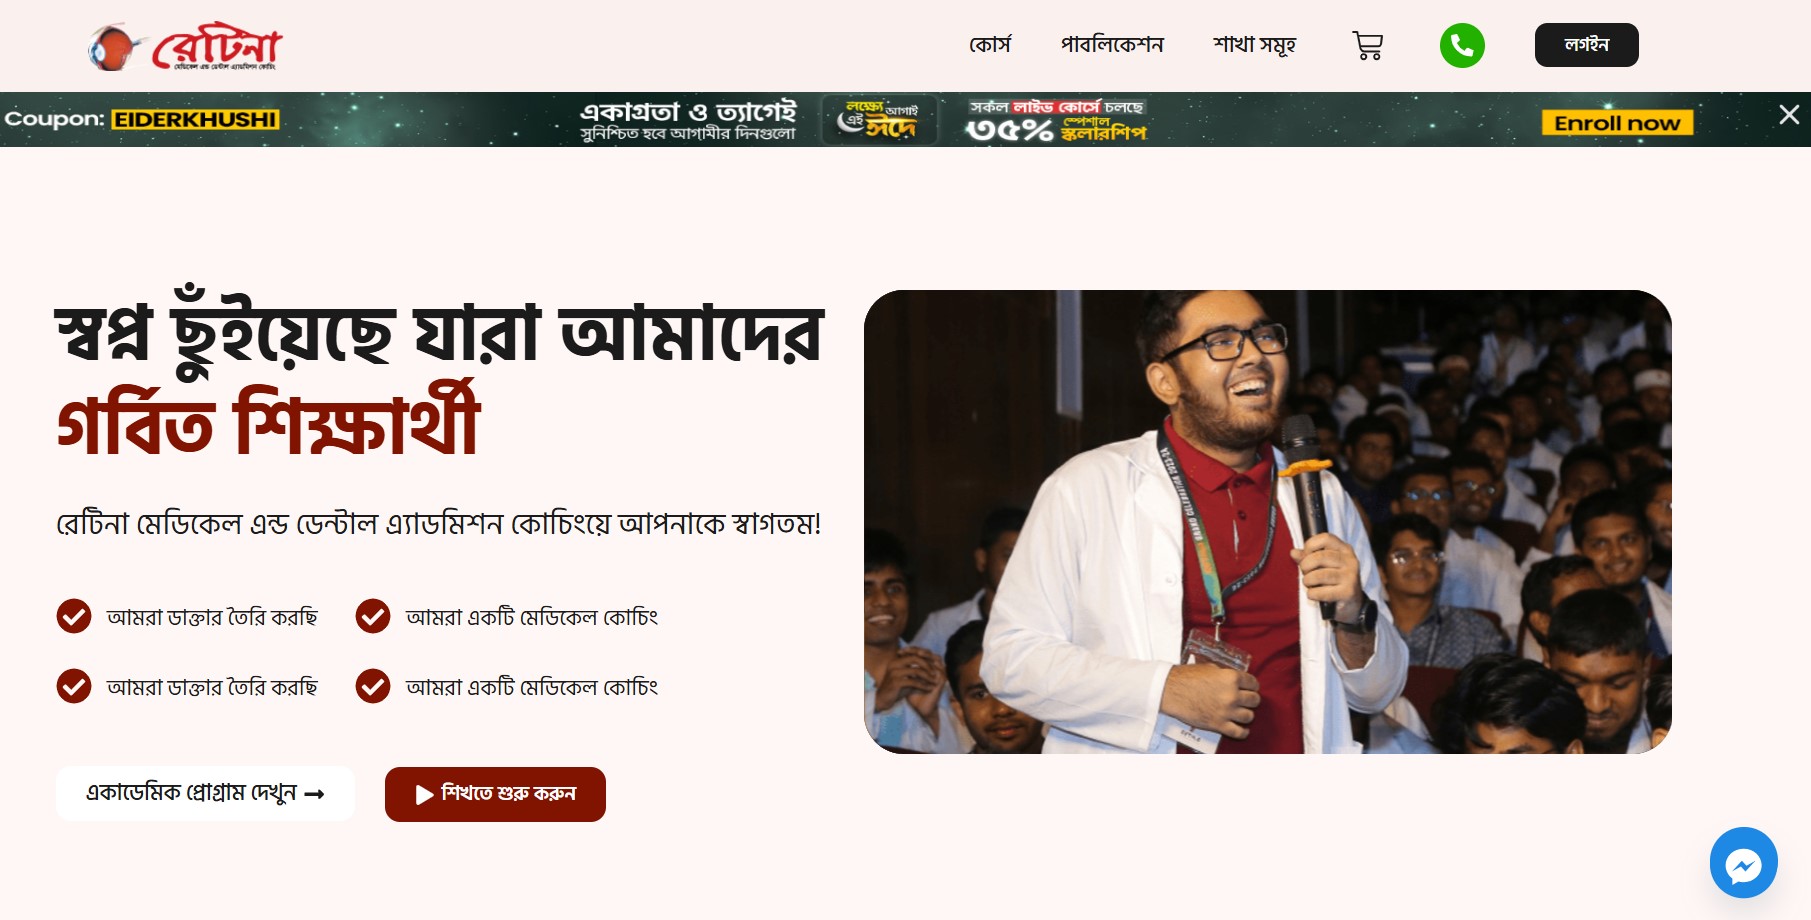 রেটিনা
মেডিকেল এন্ড ডেন্টাল এ্যাডমিশন কোচিং
কোর্স
পাবলিকেশন
শাখা সমূহ
লগইন
Coupon: EIDERKHUSHI
একাগ্রতা ও ত্যাগেই
সুনিশ্চিত হবে আগামীর দিনগুলো
লক্ষ্যে আগাই
এই ঈদে
সকল লাইভ কোর্সে চলছে
৩৫% স্পেশাল
স্কলারশিপ
Enroll now
স্বপ্ন ছুঁইয়েছে যারা আমাদের
গর্বিত শিক্ষার্থী
রেটিনা মেডিকেল এন্ড ডেন্টাল এ্যাডমিশন কোচিংয়ে আপনাকে স্বাগতম!
আমরা ডাক্তার তৈরি করছি
আমরা একটি মেডিকেল কোচিং
আমরা ডাক্তার তৈরি করছি
আমরা একটি মেডিকেল কোচিং
একাডেমিক প্রোগ্রাম দেখুন
শিখতে শুরু করুন